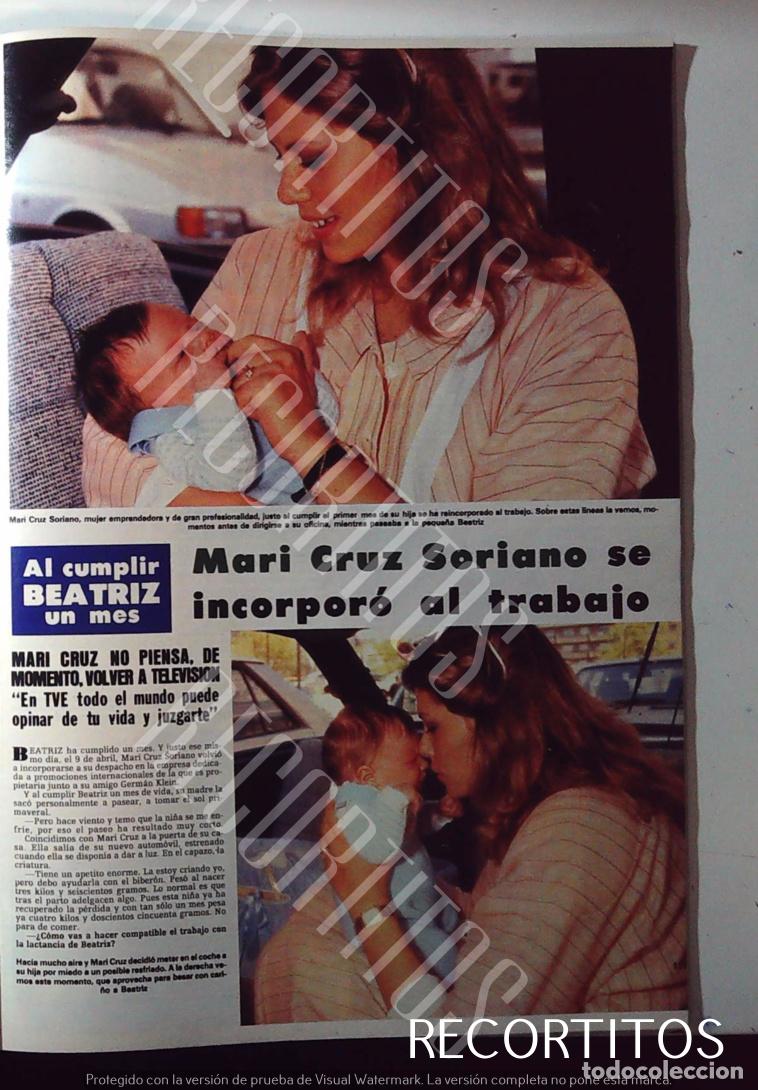 Mari Cruz Soriano, mujer emprendedora y de gran profesionalidad, justo al cumplir el primer mes de su hija se ha reincorporado al trabajo. Sobre estas líneas la vemos, mo-
mentos antes de dirigirse a su oficina, mientras paseaba a la pequeña Beatriz
Al cumplir
BEATRIZ
un mes
Mari Cruz Soriano se
incorporó al trabajo
MARI CRUZ NO PIENSA, DE
MOMENTO, VOLVER A TELEVISION
"En TVE todo el mundo puede
opinar de tu vida y juzgarte"
BEATRIZ ha cumplido un mes. Y justo ese mis-
mo día, el 9 de abril, Mari Cruz Soriano volvió
a incorporarse a su despacho en la empresa dedica-
da a promociones internacionales de la que es pro-
pietaria junto a su amigo Germán Klein.
Y al cumplir Beatriz un mes de vida, su madre la
sacó personalmente a pasear, a tomar el sol pri-
maveral.
—Pero hace viento y temo que la niña se me en-
fríe, por eso el paseo ha resultado muy corto.
Coincidimos con Mari Cruz a la puerta de su ca-
sa. Ella salía de su nuevo automóvil, estrenado
cuando ella se disponía a dar a luz. En el capazo, la
criatura.
—Tiene un apetito enorme. La estoy criando yo,
pero debo ayudarla con el biberón. Pesó al nacer
tres kilos y seiscientos gramos. Lo normal es que
tras el parto adelgacen algo. Pues esta niña ya ha
recuperado la pérdida y con tan sólo un mes pesa
ya cuatro kilos y doscientos cincuenta gramos. No
para de comer.
—¿Cómo vas a hacer compatible el trabajo con
la lactancia de Beatriz?
Hacía mucho aire y Mari Cruz decidió meter en el coche a
su hija por miedo a un posible resfriado. A la derecha ve-
mos este momento, que aprovecha para besar con cari-
ño a Beatriz
RECORTITOS
RECORTITOS
RECORTITOS
RECORTITOS
todocoleccion
Protegido con la versión de prueba de Visual Watermark. La versión completa no pone esta marca.